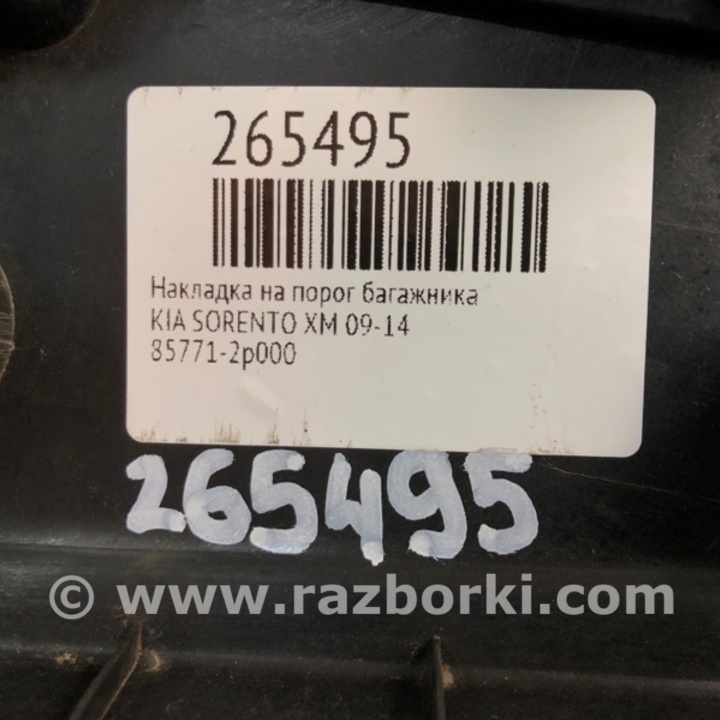 265495
Накладка на порог багажника
KIA SORENTO XM 09-14
85771-2p000
265495
© www.razborki.com